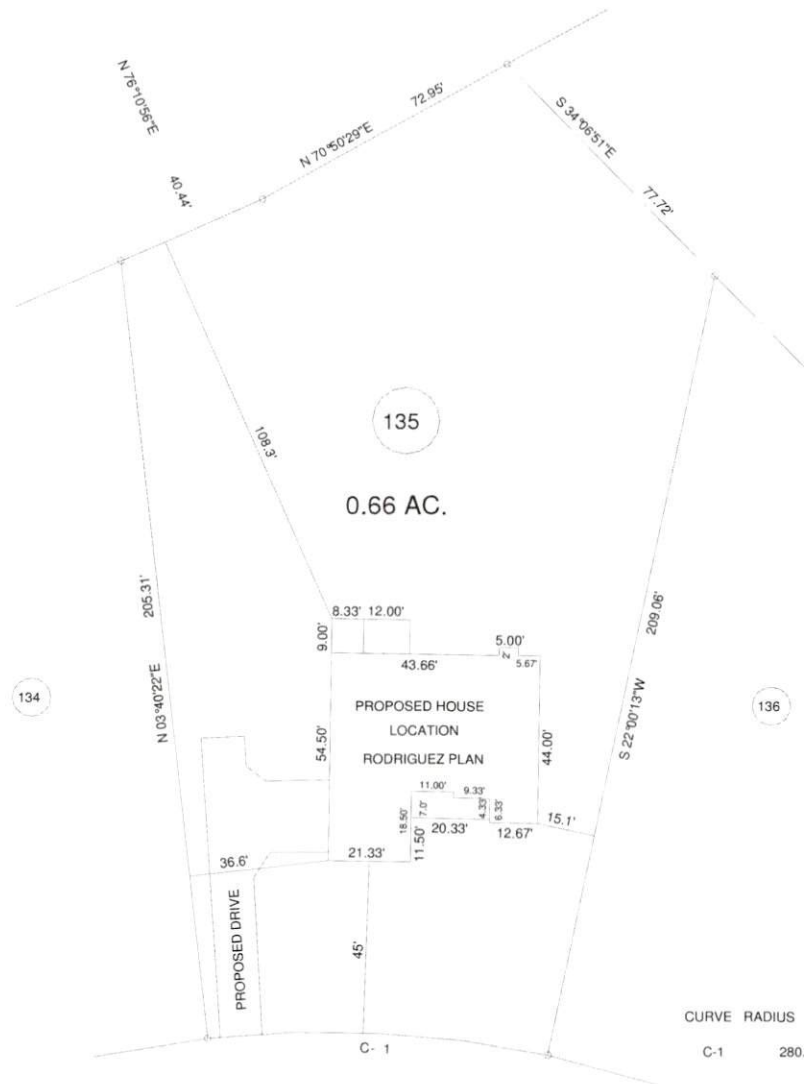 N 76°10'56"E
40.44'
N 70°50'29"E
72.95'
S 34°06'51"E
77.72'
135
0.66 AC.
108.3'
205.31'
N 03°40'22"E
209.06'
S 22°00'13"W
134
136
8.33' 12.00'
9.00'
5.00'
2'
5.67'
43.66'
PROPOSED HOUSE
LOCATION
RODRIGUEZ PLAN
54.50'
44.00'
11.00'
9.33'
18.50'
7.0'
4.33'
6.33'
20.33'
11.50'
12.67'
15.1'
36.6'
21.33'
PROPOSED DRIVE
45'
C- 1
CURVE RADIUS
C-1 280.